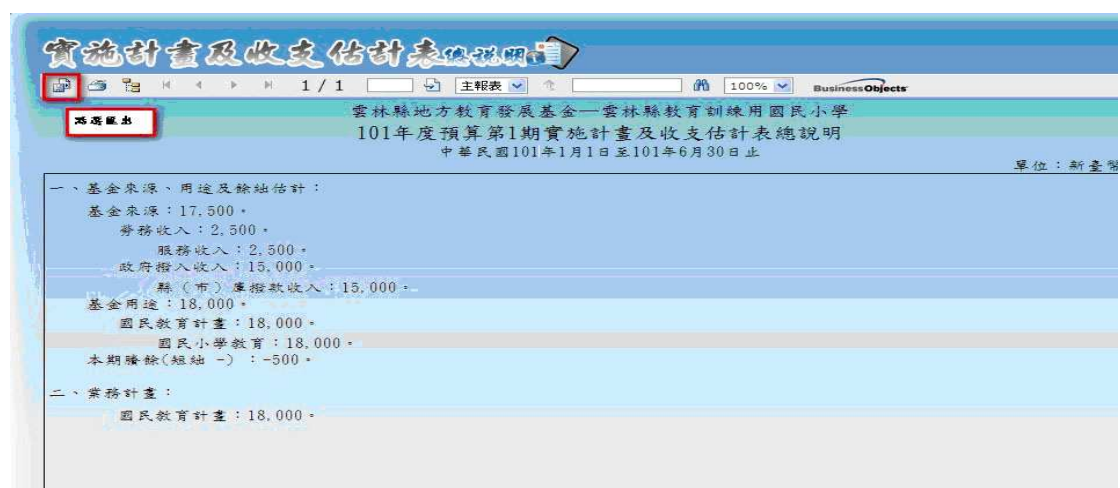 實施計畫及收支估計表總說明
1 / 1 主報表 100% BusinessObjects
點選匯出
雲林縣地方教育發展基金—雲林縣教育訓練用國民小學
101年度預算第1期實施計畫及收支估計表總說明
中華民國101年1月1日至101年6月30日止
單位：新臺幣
一、基金來源、用途及餘絀估計：
基金來源：17,500。
勞務收入：2,500。
服務收入：2,500。
政府撥入收入：15,000。
縣（市）庫撥款收入：15,000。
基金用途：18,000。
國民教育計畫：18,000。
國民小學教育：18,000。
本期賸餘(短絀 -) ：-500。
二、業務計畫：
國民教育計畫：18,000。